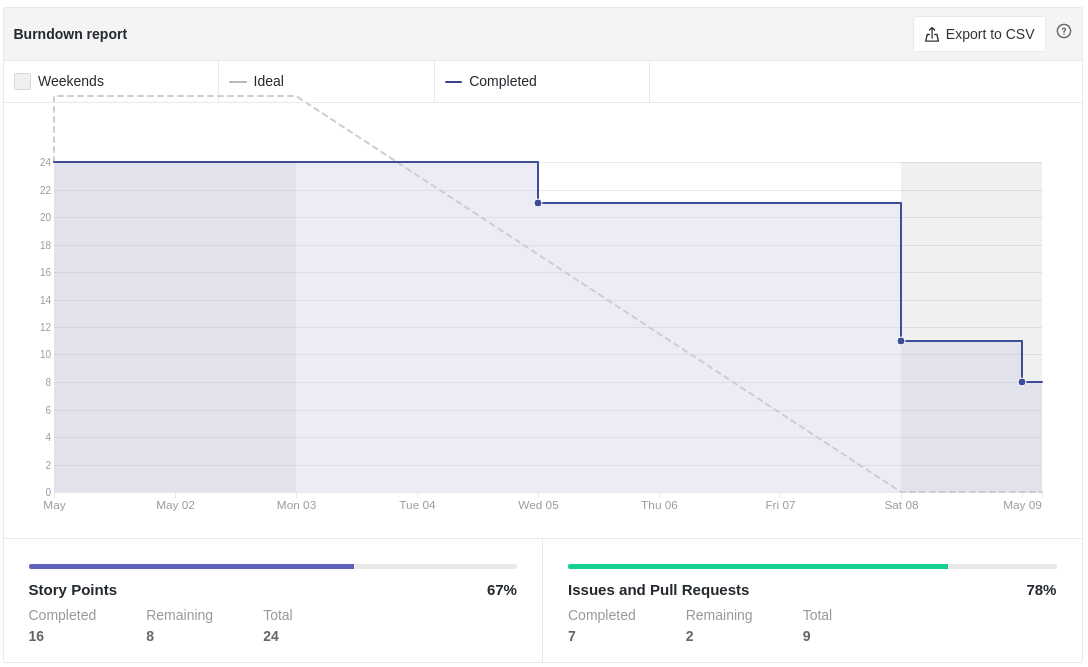 Burndown report
Export to CSV
Weekends
Ideal
Completed
24
22
20
18
16
14
12
10
8
6
4
2
0
May
May 02
Mon 03
Tue 04
Wed 05
Thu 06
Fri 07
Sat 08
May 09
Story Points 67%
Completed Remaining Total
16 8 24
Issues and Pull Requests 78%
Completed Remaining Total
7 2 9